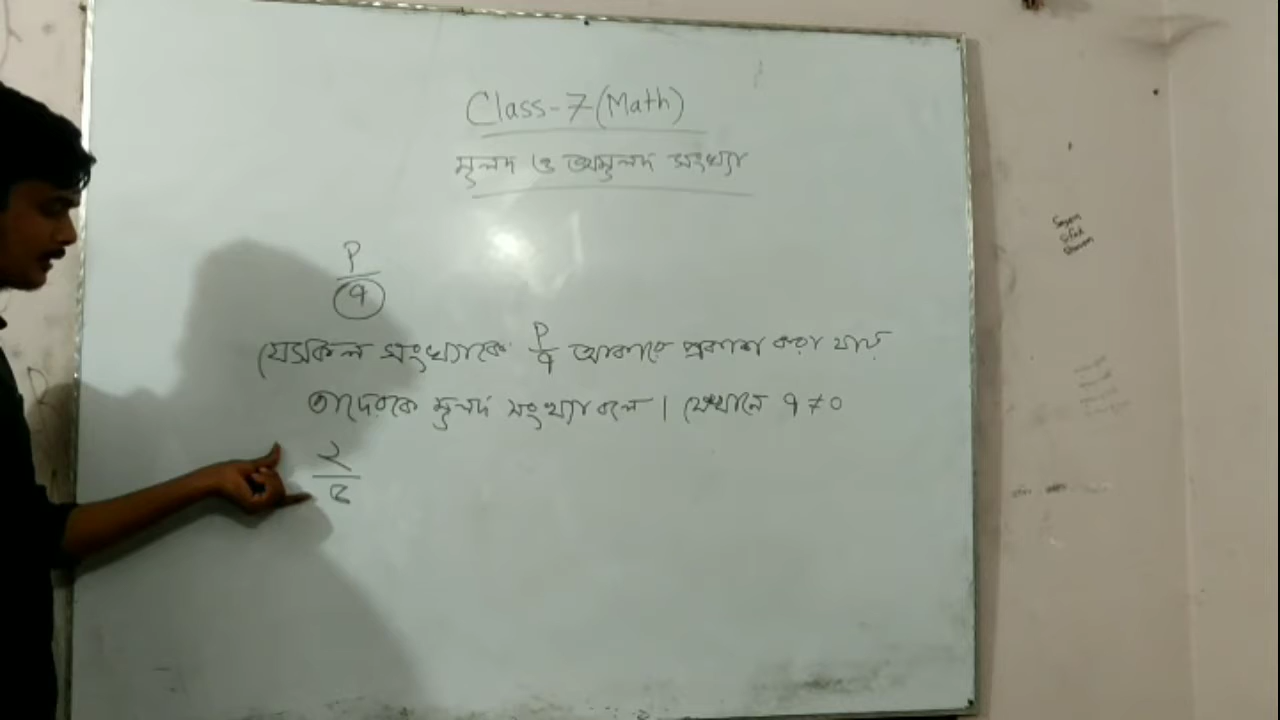 Class-7 (Math)
মূলদ ও অমূলদ সংখ্যা
P
q
যেসকল সংখ্যাকে P/q আকারে প্রকাশ করা যায়
তাদেরকে মূলদ সংখ্যা বলে। যেখানে q ≠ 0
২
৫